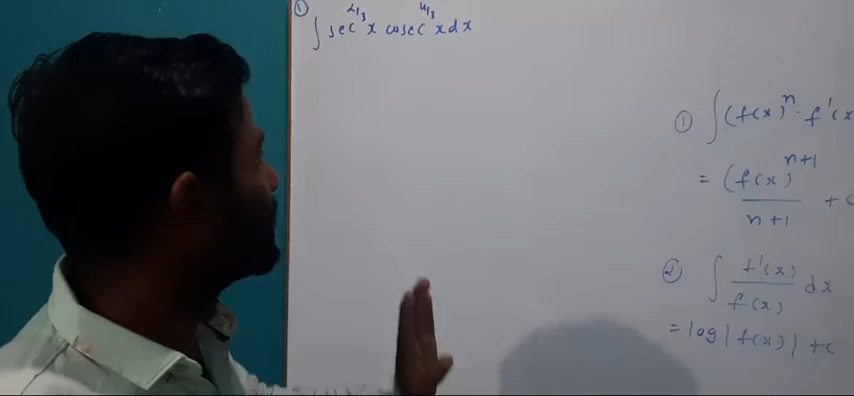 ① ∫ sec^2/3 x cosec^4/3 x dx
① ∫ (f(x))^n · f'(x
= (f(x))^n+1 / n+1 + c
② ∫ f'(x) / f(x) dx
= log |f(x)| + c